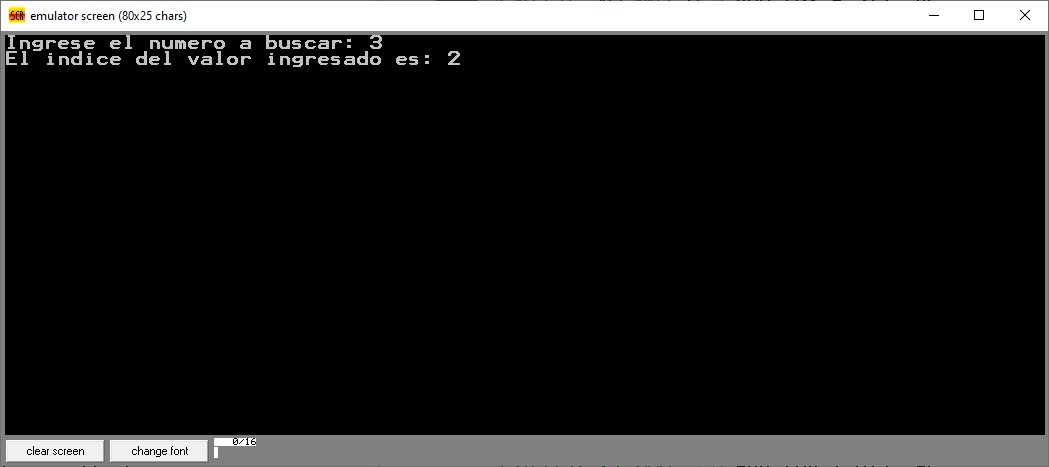 emulator screen (80x25 chars)
Ingrese el numero a buscar: 3
El indice del valor ingresado es: 2
clear screen
change font
0/16